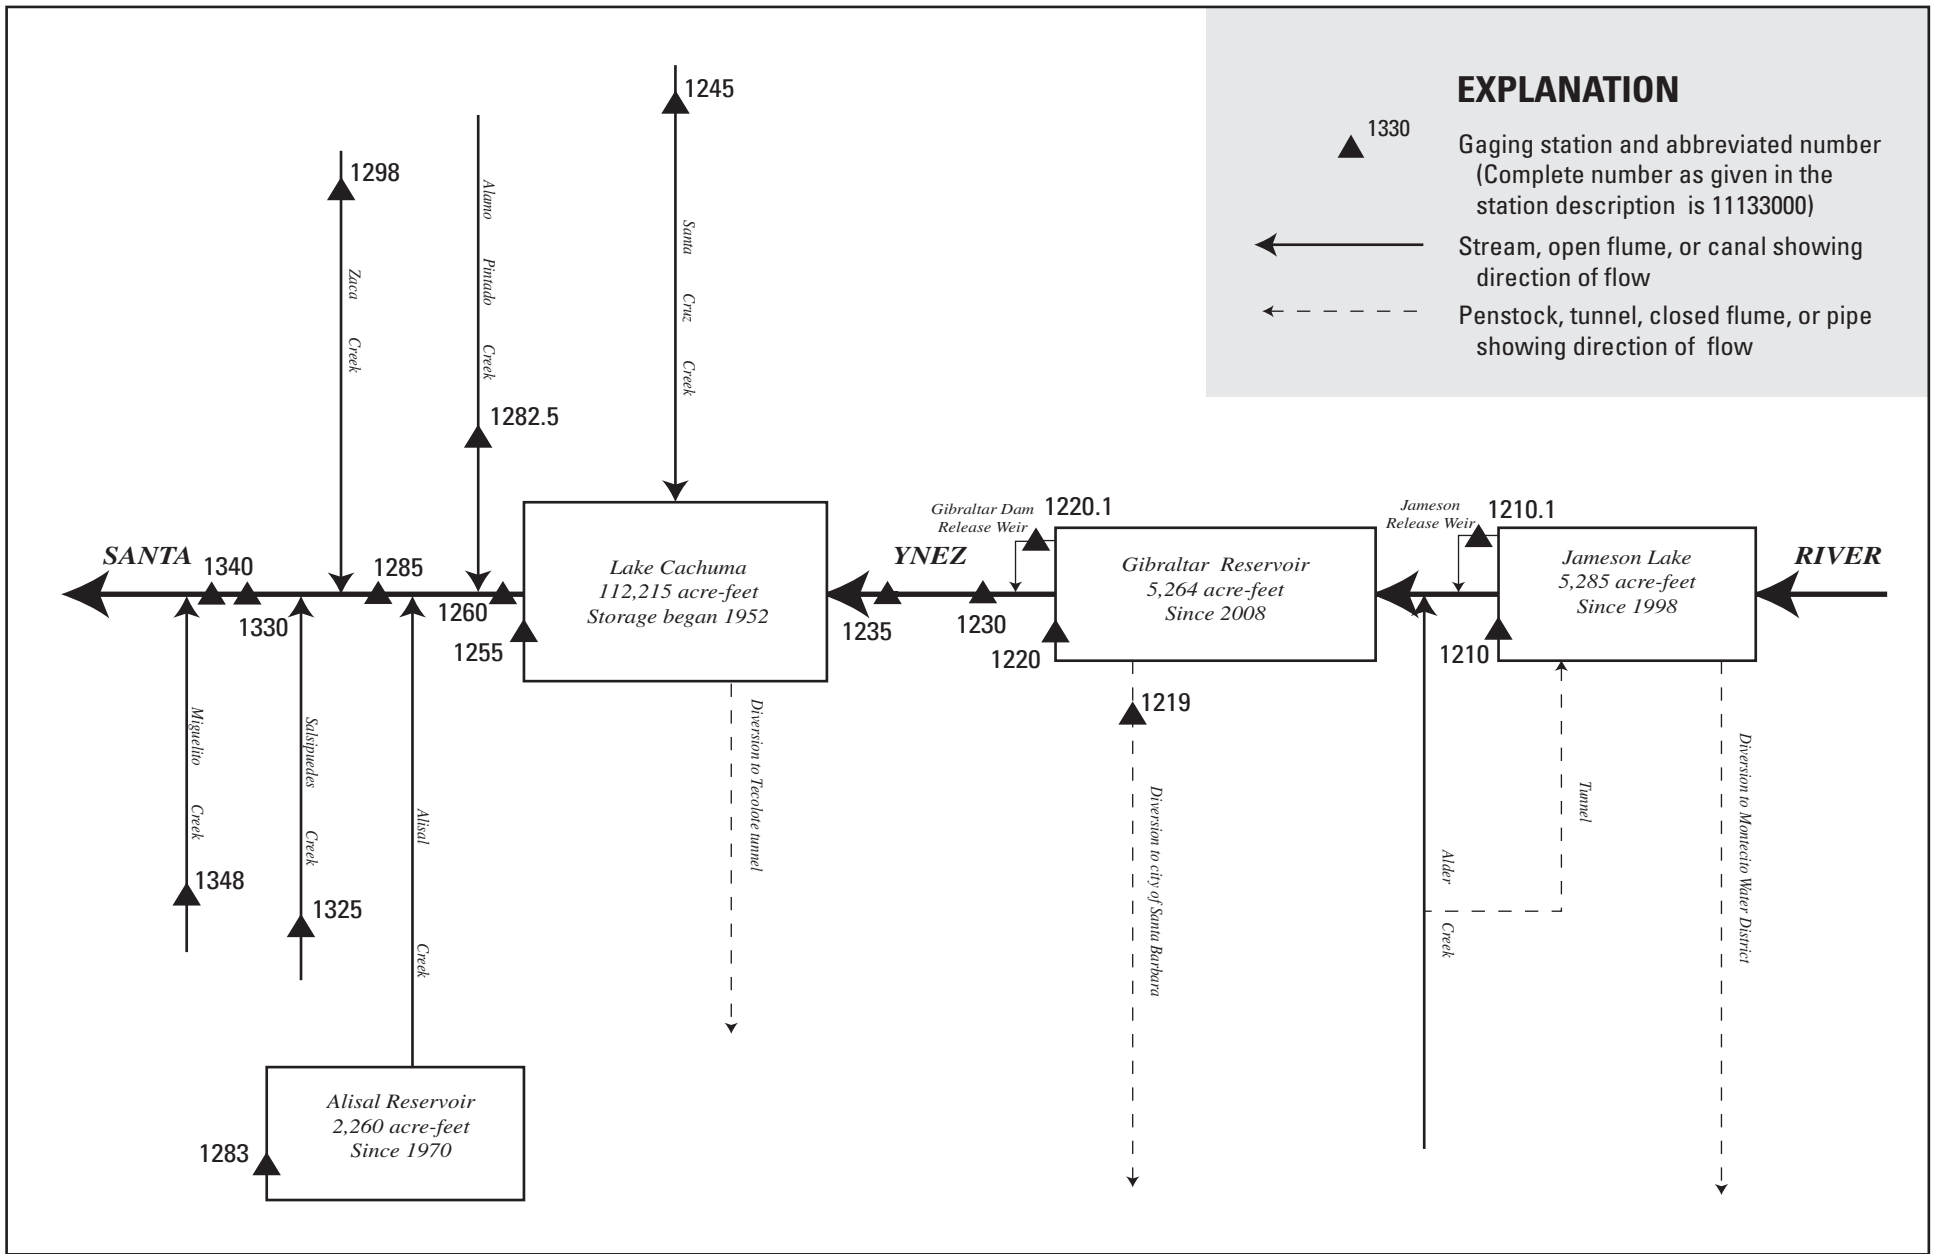 EXPLANATION
1330
Gaging station and abbreviated number
(Complete number as given in the
station description is 11133000)
Stream, open flume, or canal showing
direction of flow
Penstock, tunnel, closed flume, or pipe
showing direction of flow
1245
1298
Zaca Creek
Alamo Pintado Creek
Santa Cruz Creek
1282.5
SANTA
1340
1285
1330
1260
1255
Lake Cachuma
112,215 acre-feet
Storage began 1952
YNEZ
1235
1230
Gibraltar Dam
Release Weir
1220.1
1220
Gibraltar Reservoir
5,264 acre-feet
Since 2008
Jameson
Release Weir
1210.1
1210
Jameson Lake
5,285 acre-feet
Since 1998
RIVER
1219
Miguelito Creek
1348
Salsipuedes Creek
1325
Alisal Creek
Diversion to Tecolote tunnel
Diversion to city of Santa Barbara
Alder Creek
Tunnel
Diversion to Montecito Water District
Alisal Reservoir
2,260 acre-feet
Since 1970
1283